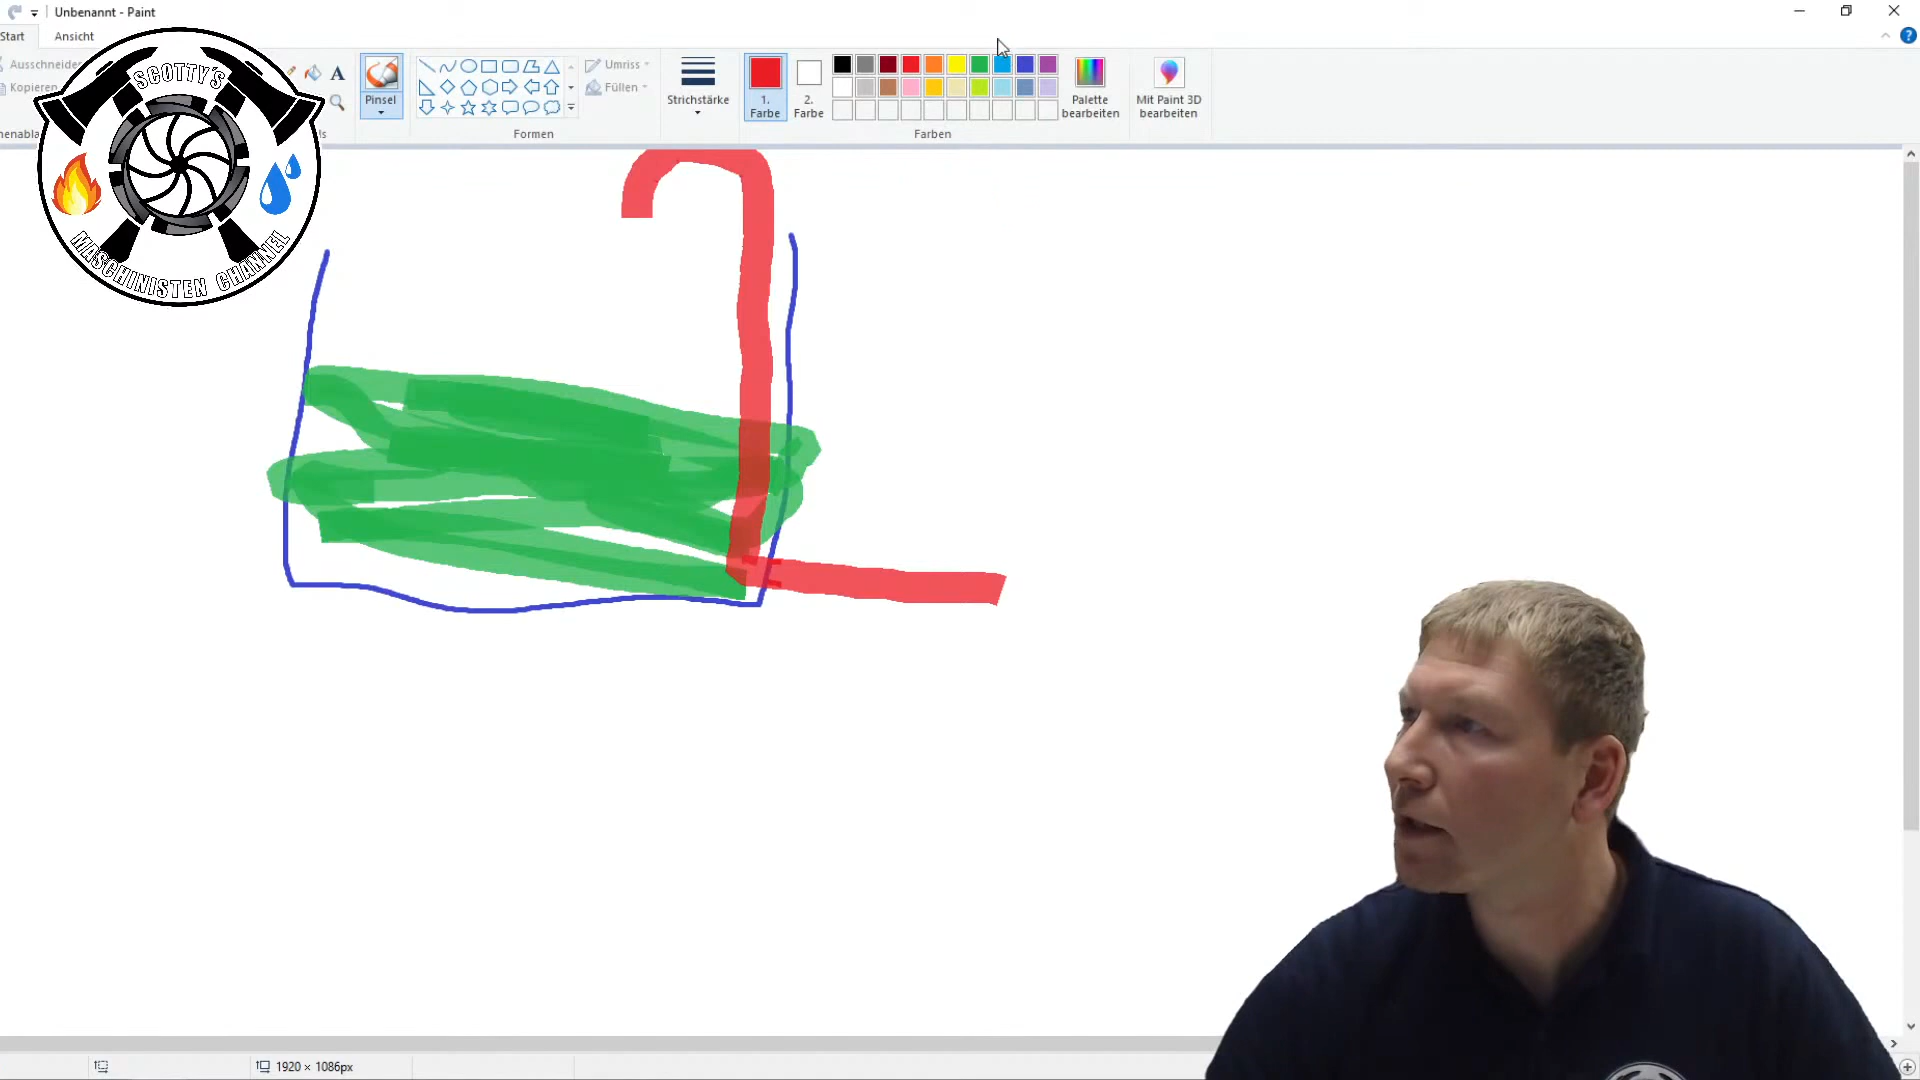 Unbenannt - Paint
Start
Ansicht
Ausschneide
Kopieren
A
Pinsel
Formen
Umriss
Füllen
Strichstärke
1.
Farbe
2.
Farbe
Farben
Palette
bearbeiten
Mit Paint 3D
bearbeiten
SCOTTY'S
MASCHINISTEN CHANNEL
1920 × 1086px